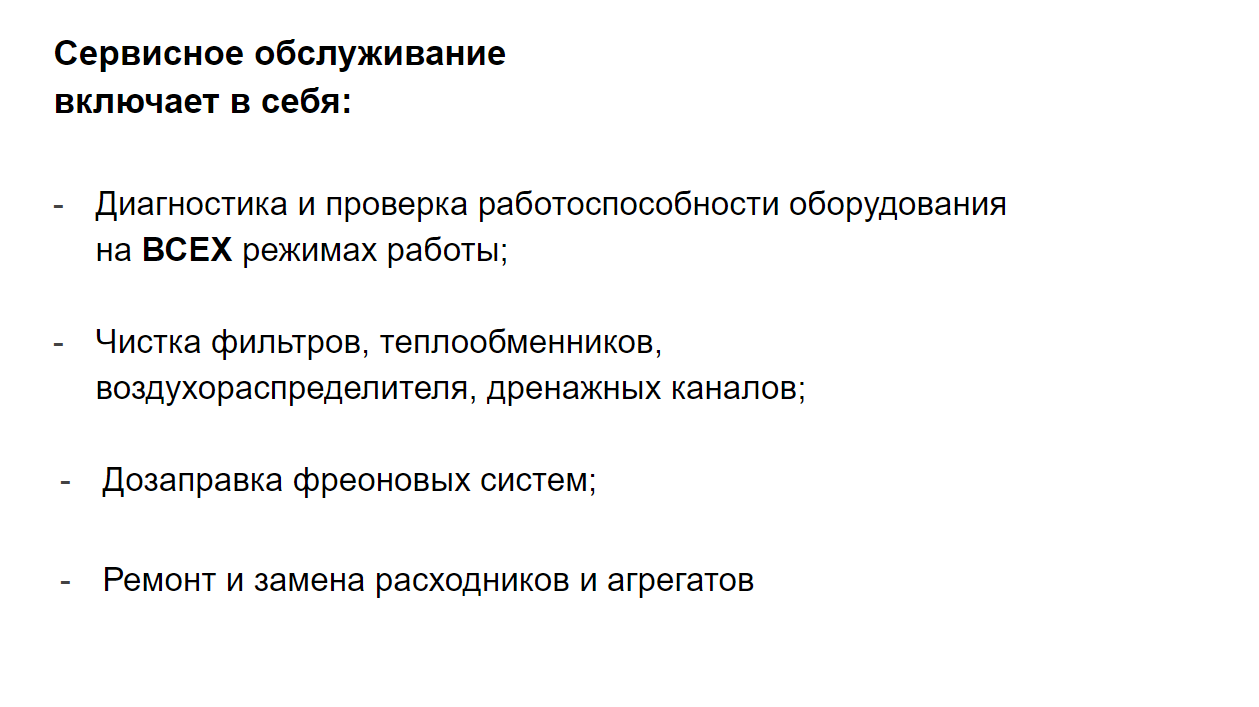 Сервисное обслуживание
включает в себя:
- Диагностика и проверка работоспособности оборудования
на ВСЕХ режимах работы;
- Чистка фильтров, теплообменников,
воздухораспределителя, дренажных каналов;
- Дозаправка фреоновых систем;
- Ремонт и замена расходников и агрегатов